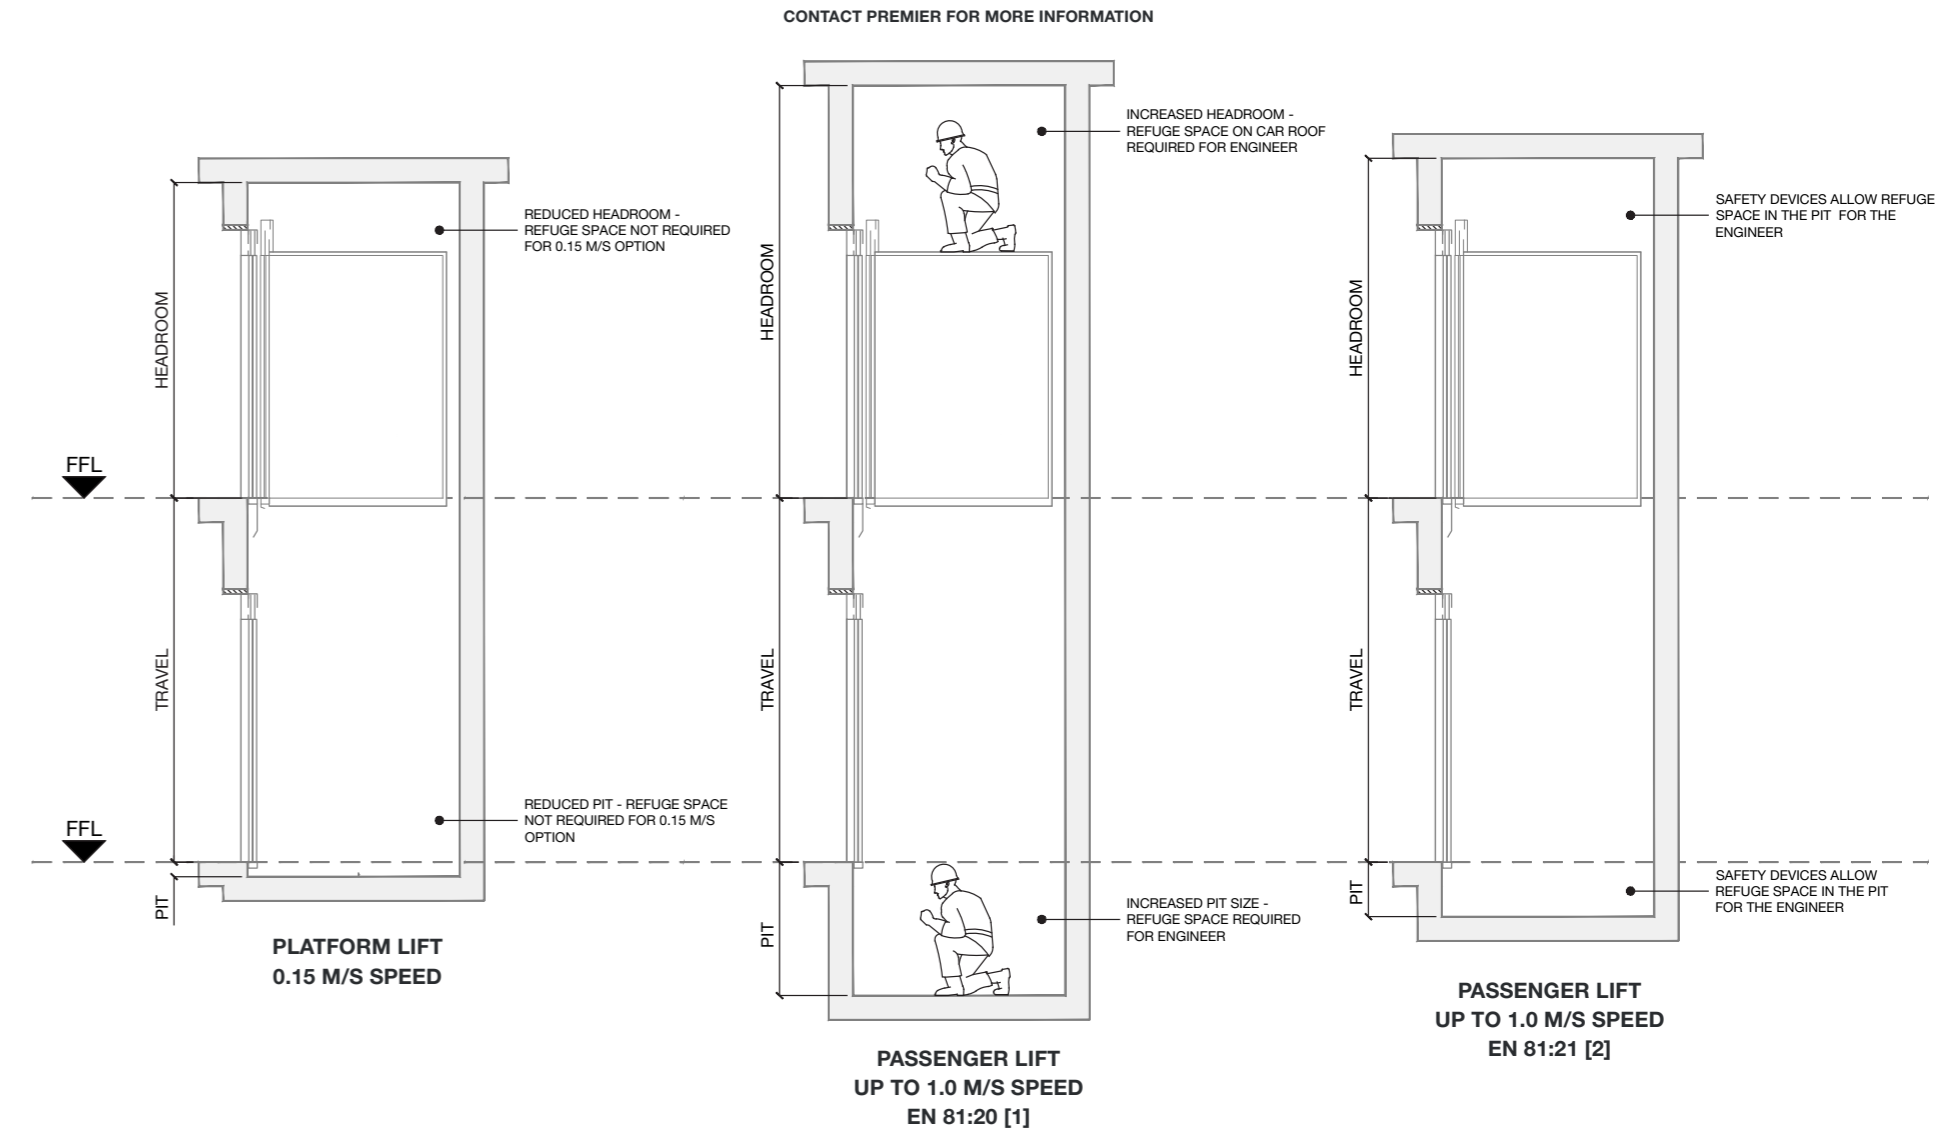 CONTACT PREMIER FOR MORE INFORMATION
REDUCED HEADROOM -
REFUGE SPACE NOT REQUIRED
FOR 0.15 M/S OPTION
HEADROOM
FFL
TRAVEL
REDUCED PIT - REFUGE SPACE
NOT REQUIRED FOR 0.15 M/S
OPTION
FFL
PIT
PLATFORM LIFT
0.15 M/S SPEED
INCREASED HEADROOM -
REFUGE SPACE ON CAR ROOF
REQUIRED FOR ENGINEER
HEADROOM
TRAVEL
INCREASED PIT SIZE -
REFUGE SPACE REQUIRED
FOR ENGINEER
PIT
PASSENGER LIFT
UP TO 1.0 M/S SPEED
EN 81:20 [1]
SAFETY DEVICES ALLOW REFUGE
SPACE IN THE PIT  FOR THE
ENGINEER
HEADROOM
TRAVEL
SAFETY DEVICES ALLOW
REFUGE SPACE IN THE PIT
FOR THE ENGINEER
PIT
PASSENGER LIFT
UP TO 1.0 M/S SPEED
EN 81:21 [2]